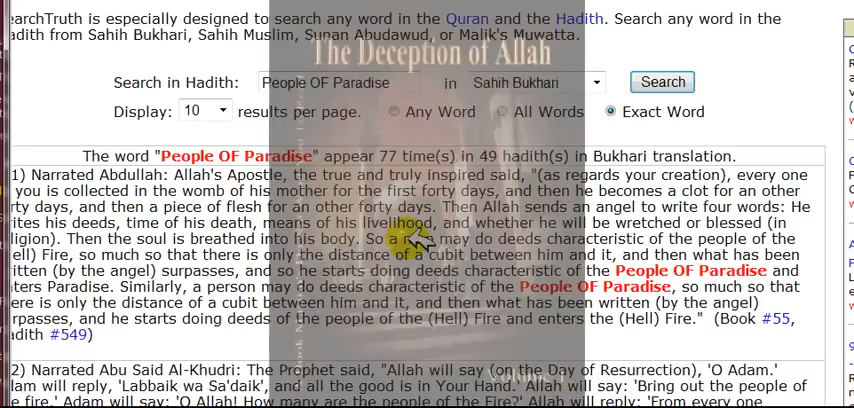 earchTruth is especially designed to search any word in the Quran and the Hadith. Search any word in the
adith from Sahih Bukhari, Sahih Muslim, Sunan Abudawud, or Malik's Muwatta.
The Deception of Allah
Search in Hadith: People OF Paradise in Sahih Bukhari Search
Display: 10 results per page. Any Word All Words Exact Word
The word "People OF Paradise" appear 77 time(s) in 49 hadith(s) in Bukhari translation.
1) Narrated Abdullah: Allah's Apostle, the true and truly inspired said, "(as regards your creation), every one
you is collected in the womb of his mother for the first forty days, and then he becomes a clot for an other
rty days, and then a piece of flesh for an other forty days. Then Allah sends an angel to write four words: He
ites his deeds, time of his death, means of his livelihood, and whether he will be wretched or blessed (in
ligion). Then the soul is breathed into his body. So a may do deeds characteristic of the people of the
ell) Fire, so much so that there is only the distance of a cubit between him and it, and then what has been
itten (by the angel) surpasses, and so he starts doing deeds characteristic of the People OF Paradise and
ters Paradise. Similarly, a person may do deeds characteristic of the People OF Paradise, so much so that
ere is only the distance of a cubit between him and it, and then what has been written (by the angel)
rpasses, and he starts doing deeds of the people of the (Hell) Fire and enters the (Hell) Fire." (Book #55,
adith #549)
2) Narrated Abu Said Al-Khudri: The Prophet said, "Allah will say (on the Day of Resurrection), 'O Adam.'
lam will reply, 'Labbaik wa Sa'daik', and all the good is in Your Hand.' Allah will say: 'Bring out the people of
e fire.' Adam will say: 'O Allah! How many are the people of the Fire?' Allah will reply: 'From every one